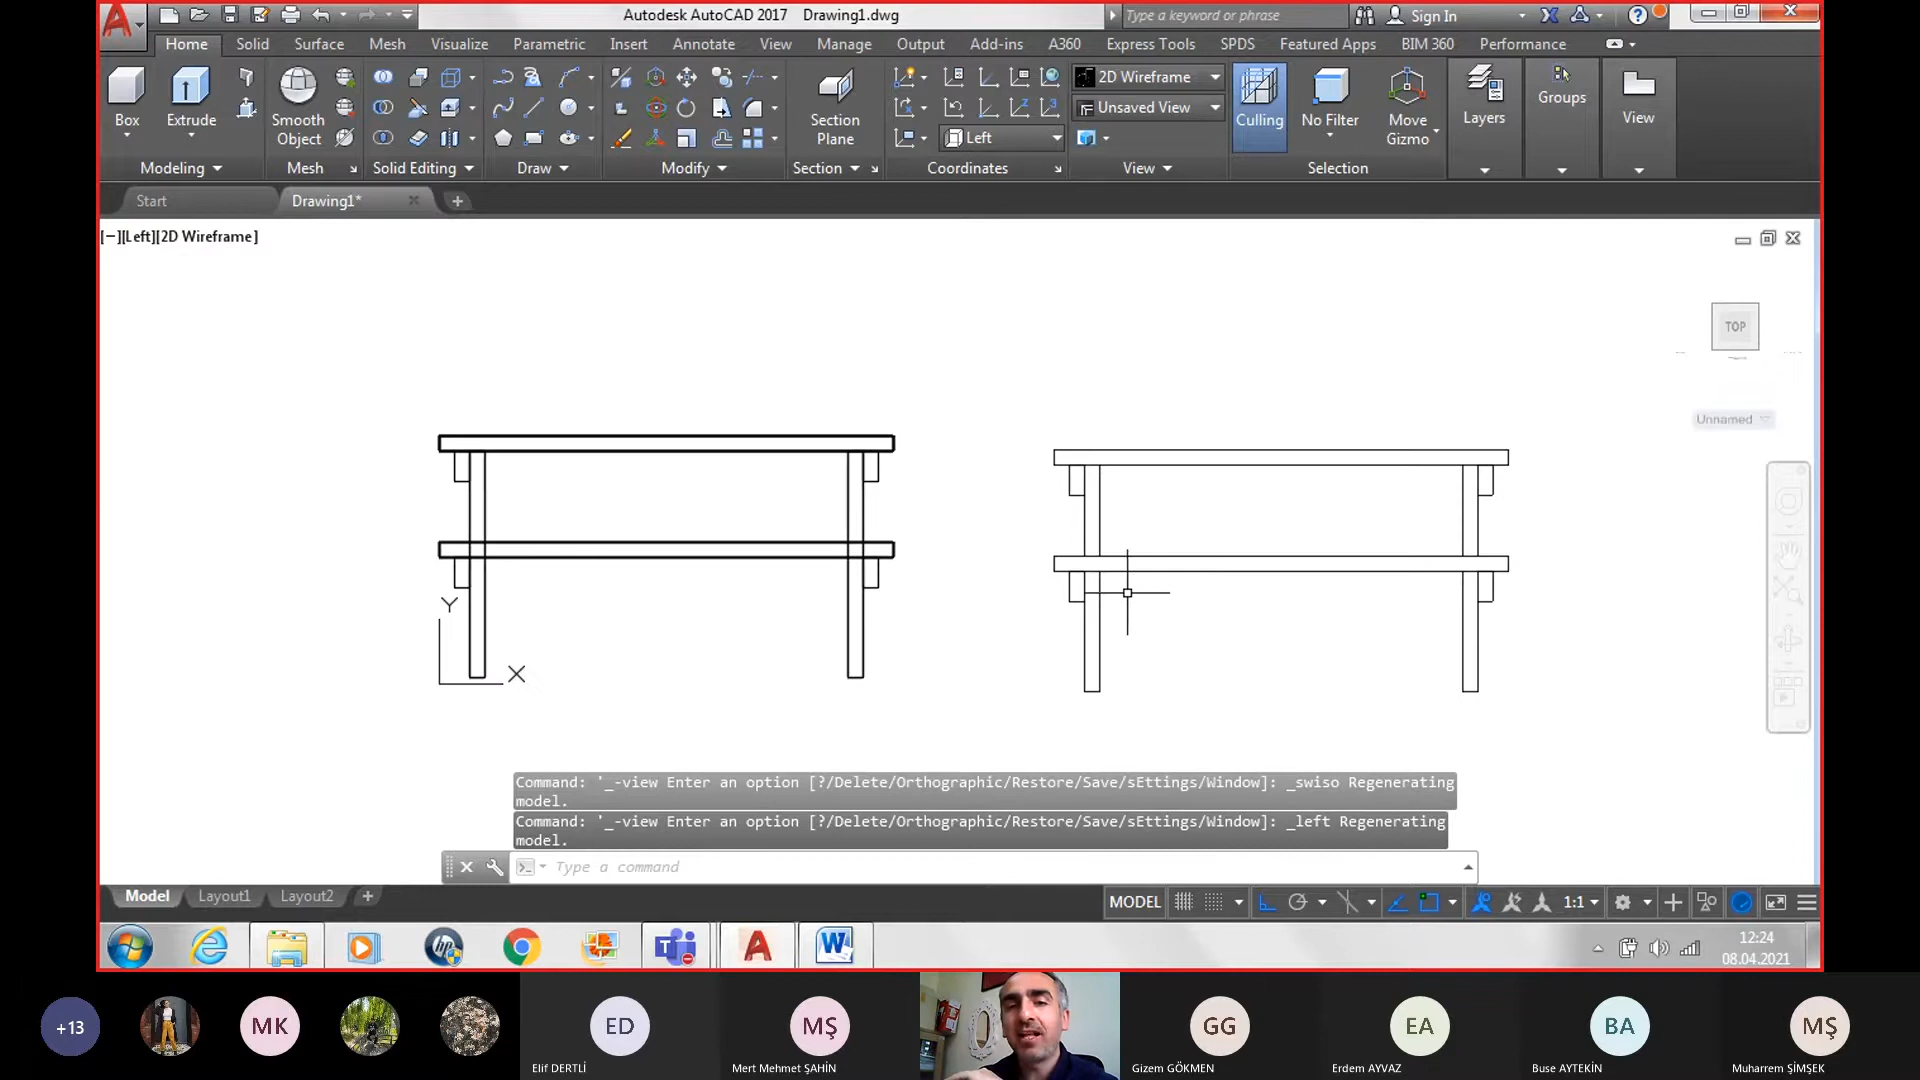 Autodesk AutoCAD 2017 Drawing1.dwg
Type a keyword or phrase
Sign In
Home Solid Surface Mesh Visualize Parametric Insert Annotate View Manage Output Add-ins A360 Express Tools SPDS Featured Apps BIM 360 Performance
Box
Extrude
Smooth
Object
Section
Plane
Left
2D Wireframe
Unsaved View
Culling
No Filter
Move
Gizmo
Layers
Groups
View
Modeling Mesh Solid Editing Draw Modify Section Coordinates View Selection
Start Drawing1*
[−][Left][2D Wireframe]
TOP
Unnamed
Y
X
Command: '_-view Enter an option [?/Delete/Orthographic/Restore/Save/sEttings/Window]: _swiso Regenerating
model.
Command: '_-view Enter an option [?/Delete/Orthographic/Restore/Save/sEttings/Window]: _left Regenerating
model.
Type a command
Model Layout1 Layout2
MODEL
1:1
12:24
08.04.2021
+13
MK
ED
Elif DERTLİ
MŞ
Mert Mehmet ŞAHİN
GG
Gizem GÖKMEN
EA
Erdem AYVAZ
BA
Buse AYTEKİN
MŞ
Muharrem ŞİMŞEK